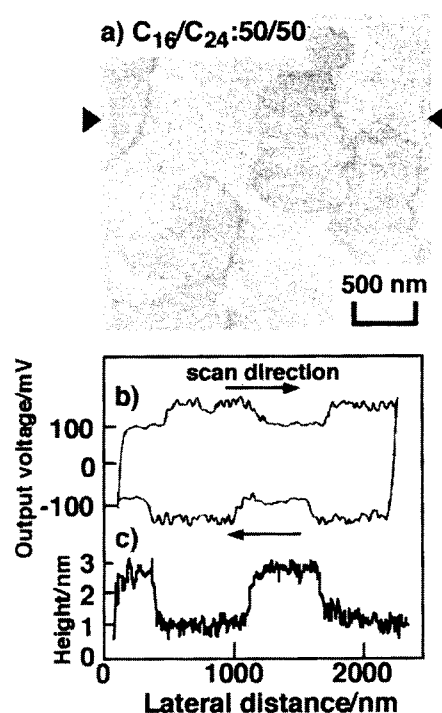 a) C₁₆/C₂₄:50/50
500 nm
scan direction
b)
Output voltage/mV
100
0
-100
c)
Height/nm
3
2
1
0
0
1000
2000
Lateral distance/nm